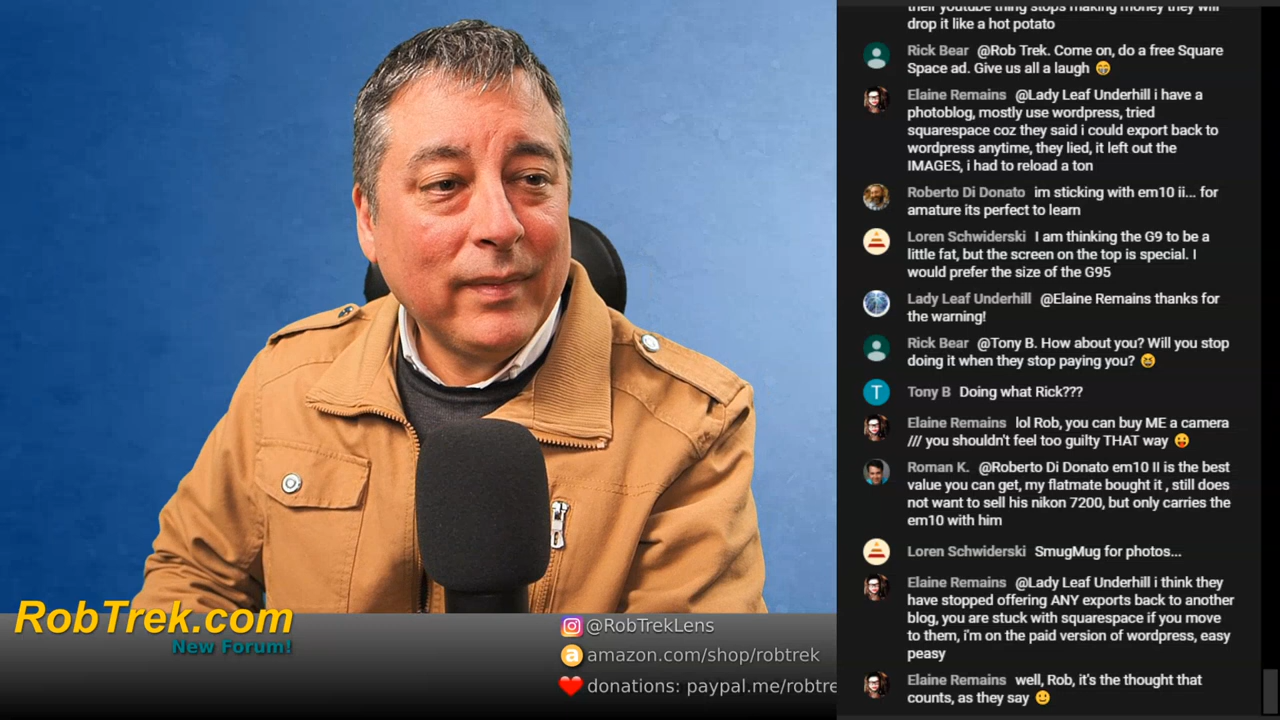 RobTrek.com
New Forum!
@RobTrekLens
amazon.com/shop/robtrek
donations: paypal.me/robtre
their youtube thing stops making money they will
drop it like a hot potato
Rick Bear @Rob Trek. Come on, do a free Square
Space ad. Give us all a laugh 😁
Elaine Remains @Lady Leaf Underhill i have a
photoblog, mostly use wordpress, tried
squarespace coz they said i could export back to
wordpress anytime, they lied, it left out the
IMAGES, i had to reload a ton
Roberto Di Donato im sticking with em10 ii... for
amature its perfect to learn
Loren Schwiderski I am thinking the G9 to be a
little fat, but the screen on the top is special. I
would prefer the size of the G95
Lady Leaf Underhill @Elaine Remains thanks for
the warning!
Rick Bear @Tony B. How about you? Will you stop
doing it when they stop paying you? 😆
T
Tony B Doing what Rick???
Elaine Remains lol Rob, you can buy ME a camera
/// you shouldn't feel too guilty THAT way 😛
Roman K. @Roberto Di Donato em10 II is the best
value you can get, my flatmate bought it , still does
not want to sell his nikon 7200, but only carries the
em10 with him
Loren Schwiderski SmugMug for photos...
Elaine Remains @Lady Leaf Underhill i think they
have stopped offering ANY exports back to another
blog, you are stuck with squarespace if you move
to them, i'm on the paid version of wordpress, easy
peasy
Elaine Remains well, Rob, it's the thought that
counts, as they say 🙂